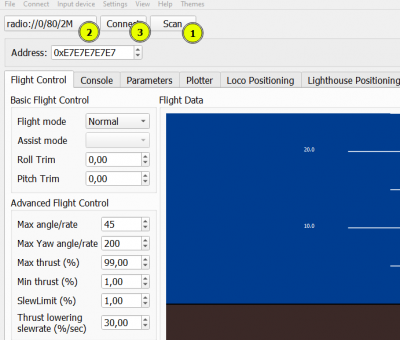 File Connect Input device Settings View Help Themes
radio://0/80/2M 2 Connect 3 Scan 1
Address: 0xE7E7E7E7E7
Flight Control Console Parameters Plotter Loco Positioning Lighthouse Positioning
Basic Flight Control Flight Data
Flight mode Normal
Assist mode
20.0
Roll Trim 0,00
Pitch Trim 0,00
Advanced Flight Control
Max angle/rate 45
10.0
Max Yaw angle/rate 200
Max thrust (%) 99,00
Min thrust (%) 1,00
SlewLimit (%) 1,00
Thrust lowering
slewrate (%/sec) 30,00